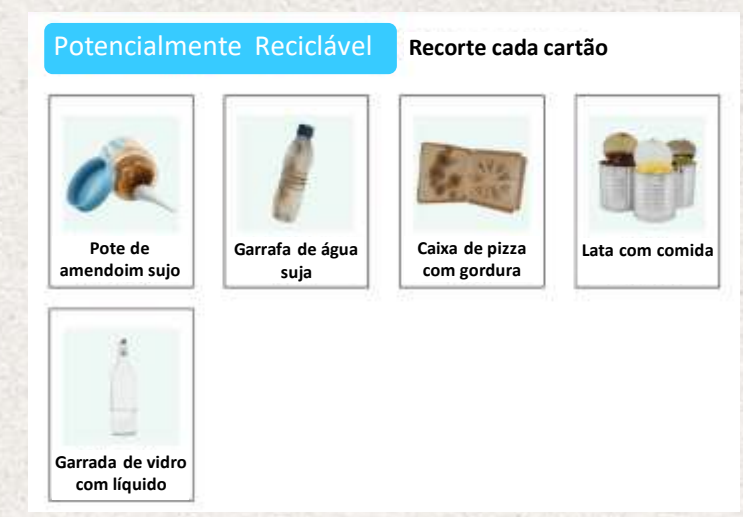 Potencialmente Reciclável
Recorte cada cartão
Pote de
amendoim sujo
Garrafa de água
suja
Caixa de pizza
com gordura
Lata com comida
Garrada de vidro
com líquido